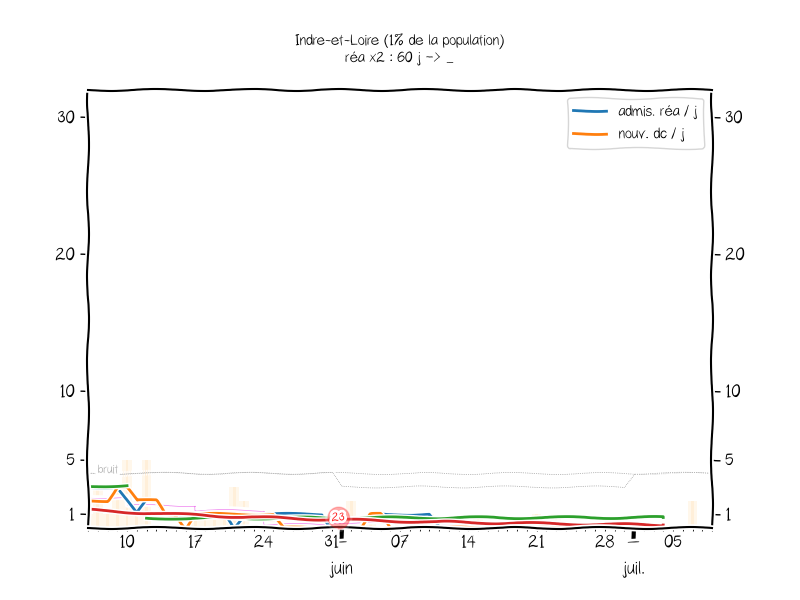 Indre-et-Loire (1% de la population)
réa x2 : 60 j -> _
admis. réa / j
nouv. dc / j
30
30
20
20
10
10
5
5
bruit
1
1
23
10
17
24
31
07
14
21
28
05
juin
juil.